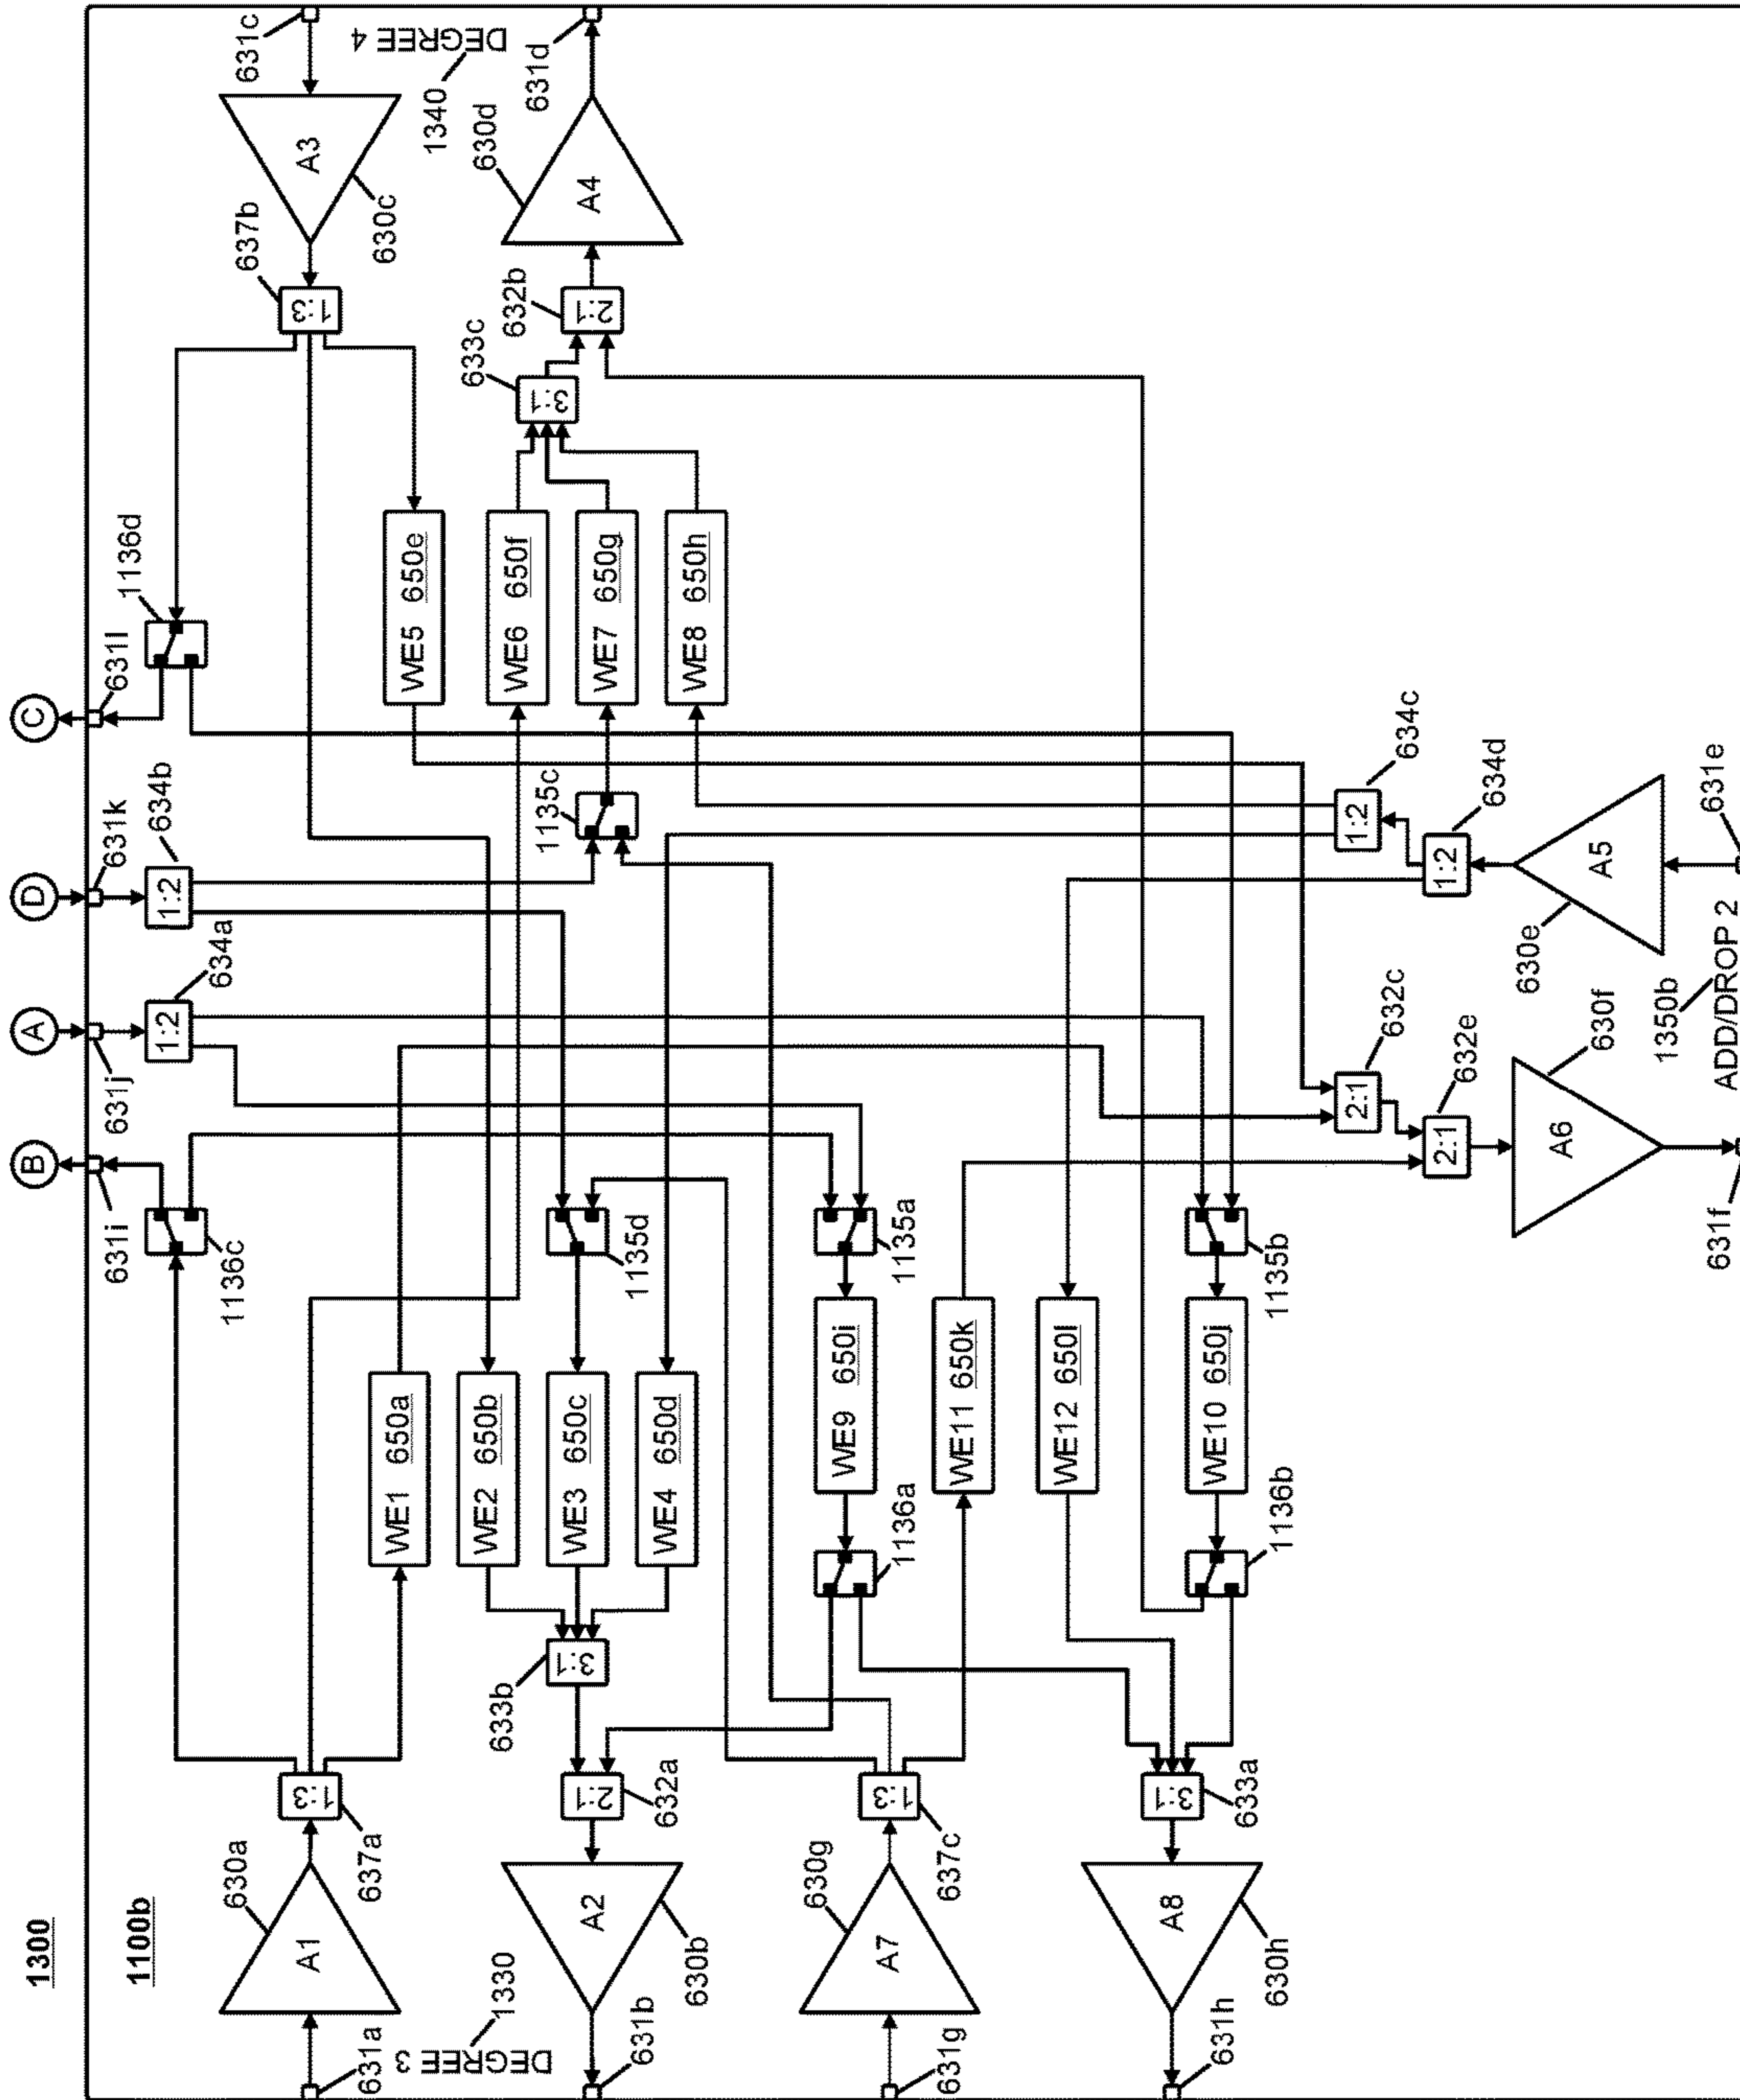 1300
1100b
B
A
D
C
631i
631j
631k
631l
634a
634b
1136c
1136d
1:2
1:2
631a
A1
630a
1:3
637a
637b
1:3
A3
630c
631c
DEGREE 3
1330
DEGREE 4
1340
WE1 650a
WE2 650b
WE3 650c
WE4 650d
WE5 650e
WE6 650f
WE7 650g
WE8 650h
1135d
1135c
3:1
633b
3:1
633c
2:1
632a
2:1
632b
A2
630b
631b
A4
630d
631d
631g
A7
630g
1:3
637c
WE9 650i
1136a
1135a
WE11 650k
WE12 650l
WE10 650j
1136b
1135b
3:1
633a
A8
630h
631h
2:1
632c
2:1
632e
A6
630f
631f
1:2
634c
1:2
634d
A5
630e
631e
1350b
ADD/DROP 2